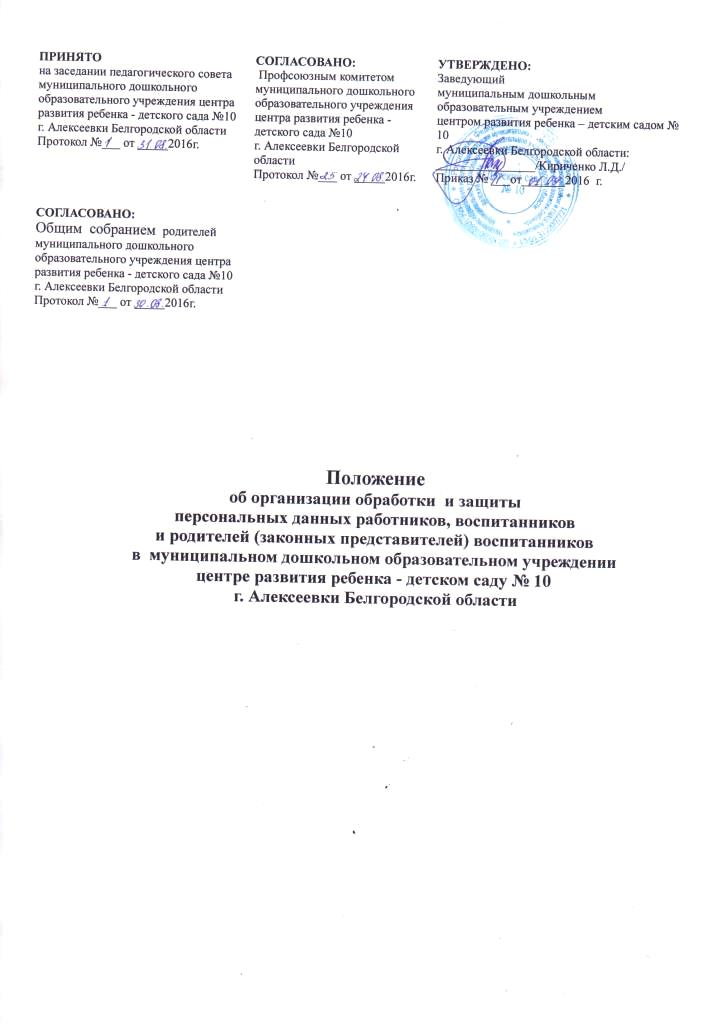 ПРИНЯТО
на заседании педагогического совета
муниципального дошкольного
образовательного учреждения центра
развития ребенка - детского сада №10
г. Алексеевки Белгородской области
Протокол № 1 от 31.08 2016г.
СОГЛАСОВАНО:
Профсоюзным комитетом
муниципального дошкольного
образовательного учреждения
центра развития ребенка -
детского сада №10
г. Алексеевки Белгородской
области
Протокол № 25 от 24.08 2016г.
УТВЕРЖДЕНО:
Заведующий
муниципальным дошкольным
образовательным учреждением
центром развития ребенка – детским садом №
10
г. Алексеевки Белгородской области:
/Кириченко Л.Д./
Приказ № от 2016 г.
№ 10
СОГЛАСОВАНО:
Общим собранием родителей
муниципального дошкольного
образовательного учреждения центра
развития ребенка - детского сада №10
г. Алексеевки Белгородской области
Протокол № 1 от 30.08.2016г.
Положение
об организации обработки и защиты
персональных данных работников, воспитанников
и родителей (законных представителей) воспитанников
в муниципальном дошкольном образовательном учреждении
центре развития ребенка - детском саду № 10
г. Алексеевки Белгородской области